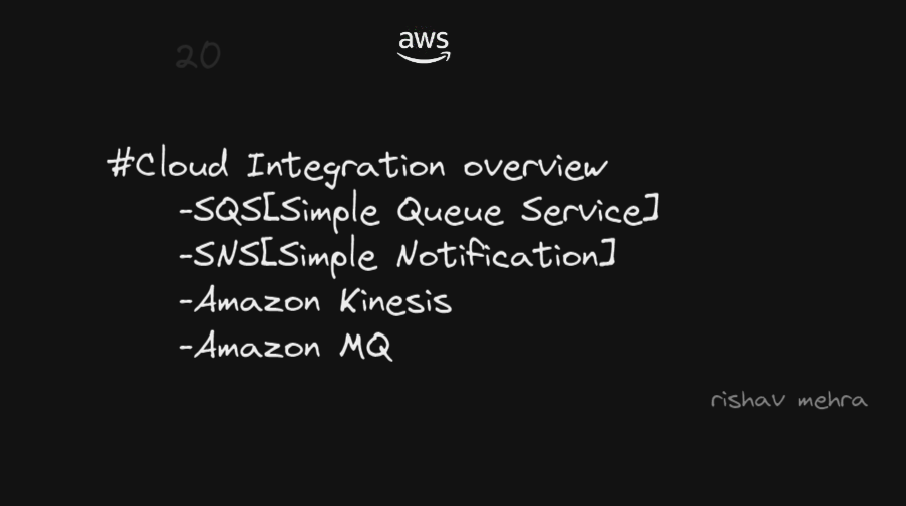 20
aws
#Cloud Integration overview
-SQS[Simple Queue Service]
-SNS[Simple Notification]
-Amazon Kinesis
-Amazon MQ
rishav mehra